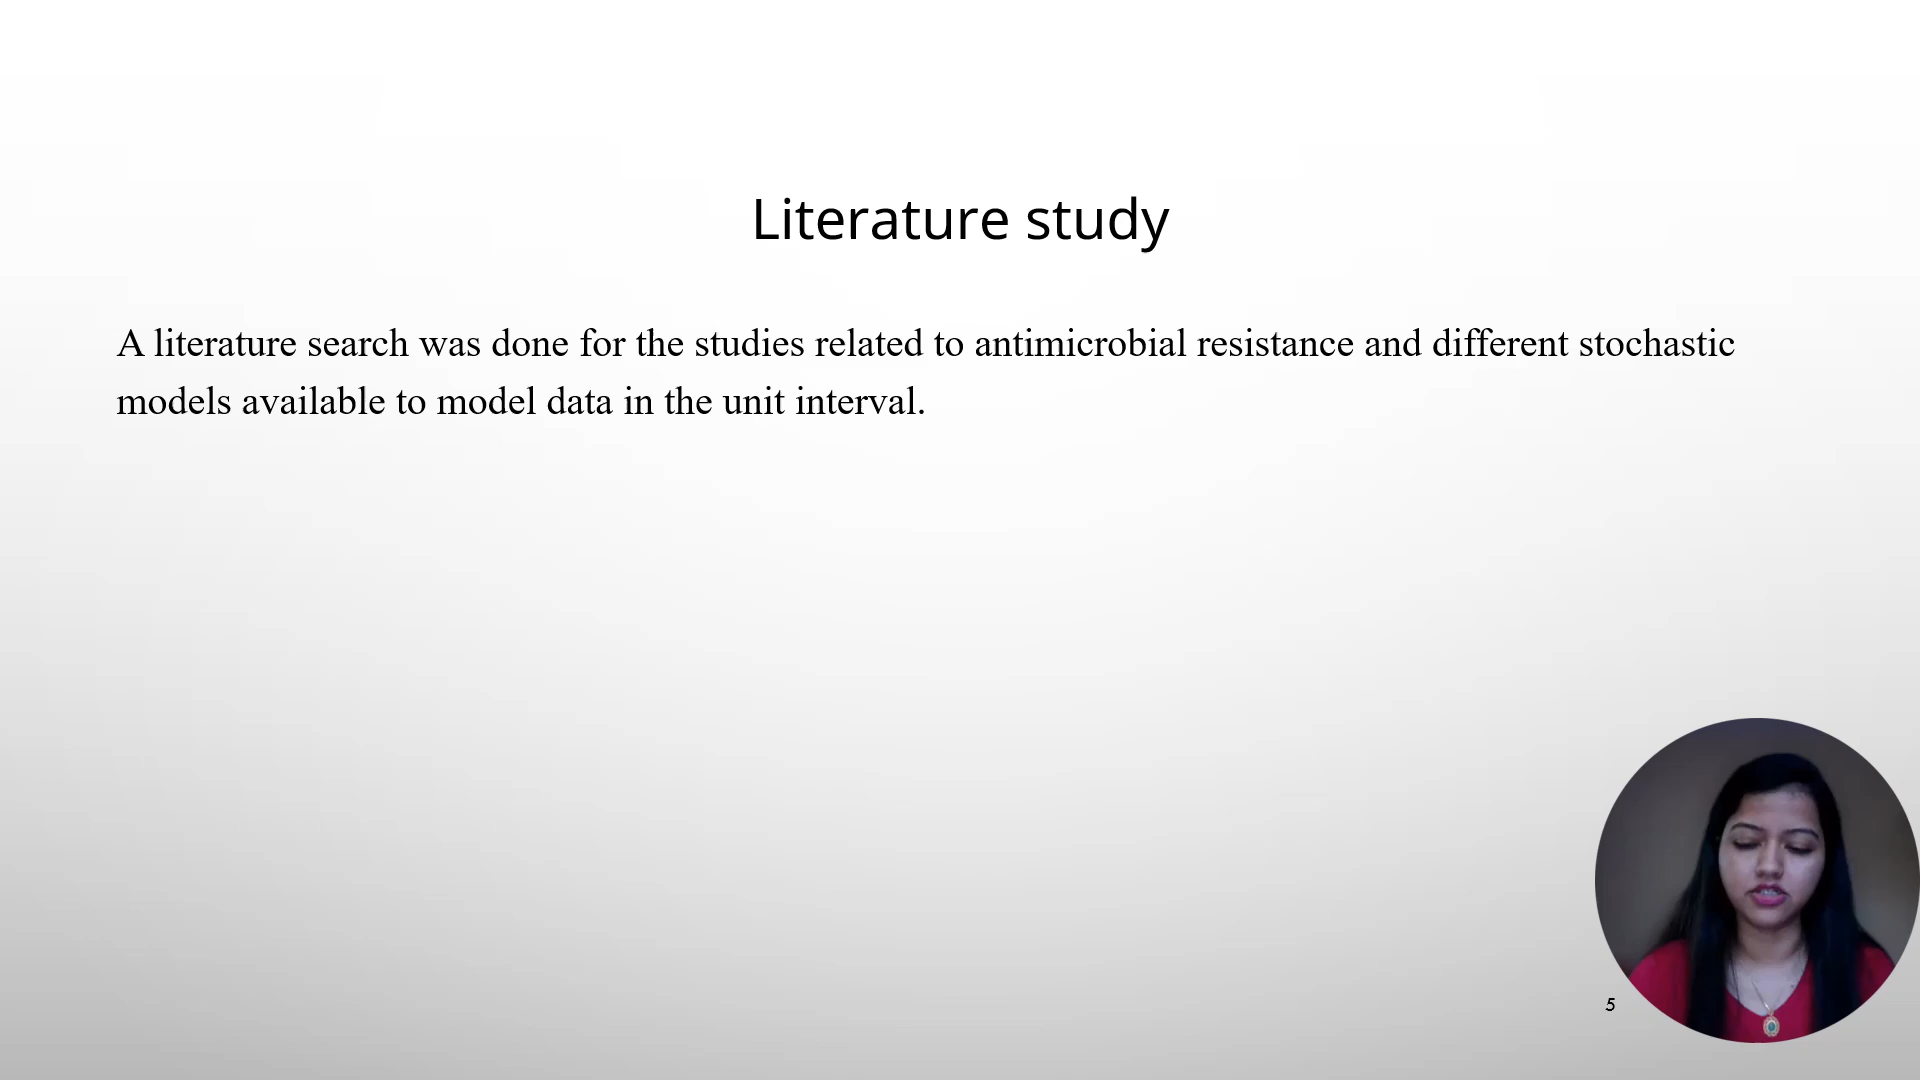 Literature study
A literature search was done for the studies related to antimicrobial resistance and different stochastic
models available to model data in the unit interval.
5